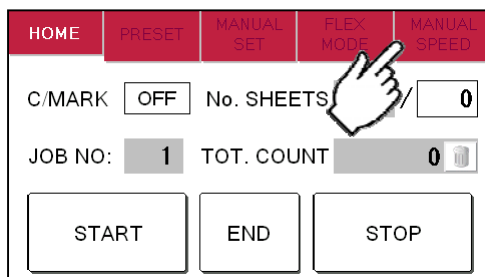 HOME PRESET MANUAL SET FLEX MODE MANUAL SPEED
C/MARK OFF No. SHEETS / 0
JOB NO: 1 TOT. COUNT 0
START END STOP